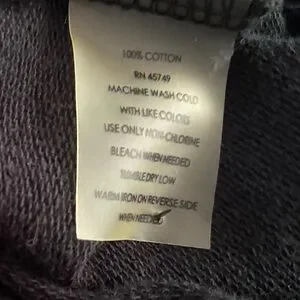 100% COTTON
RN 45749
MACHINE WASH COLD
WITH LIKE COLORS
USE ONLY NON-CHLORINE
BLEACH WHEN NEEDED
TUMBLE DRY LOW
WARM IRON ON REVERSE SIDE
WHEN NEEDED